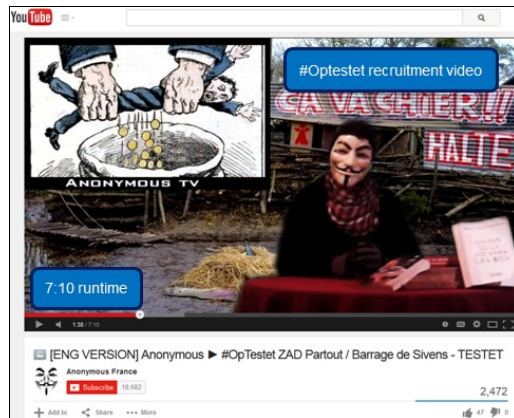 YouTube
#Optestet recruitment video
ÇA VA CHIER!!
HALTE
ANONYMOUS TV
7:10 runtime
1:38 / 7:10
[ENG VERSION] Anonymous ► #OpTestet ZAD Partout / Barrage de Sivens - TESTET
Anonymous France
Subscribe 18,682
2,472
Add to Share More
47 0